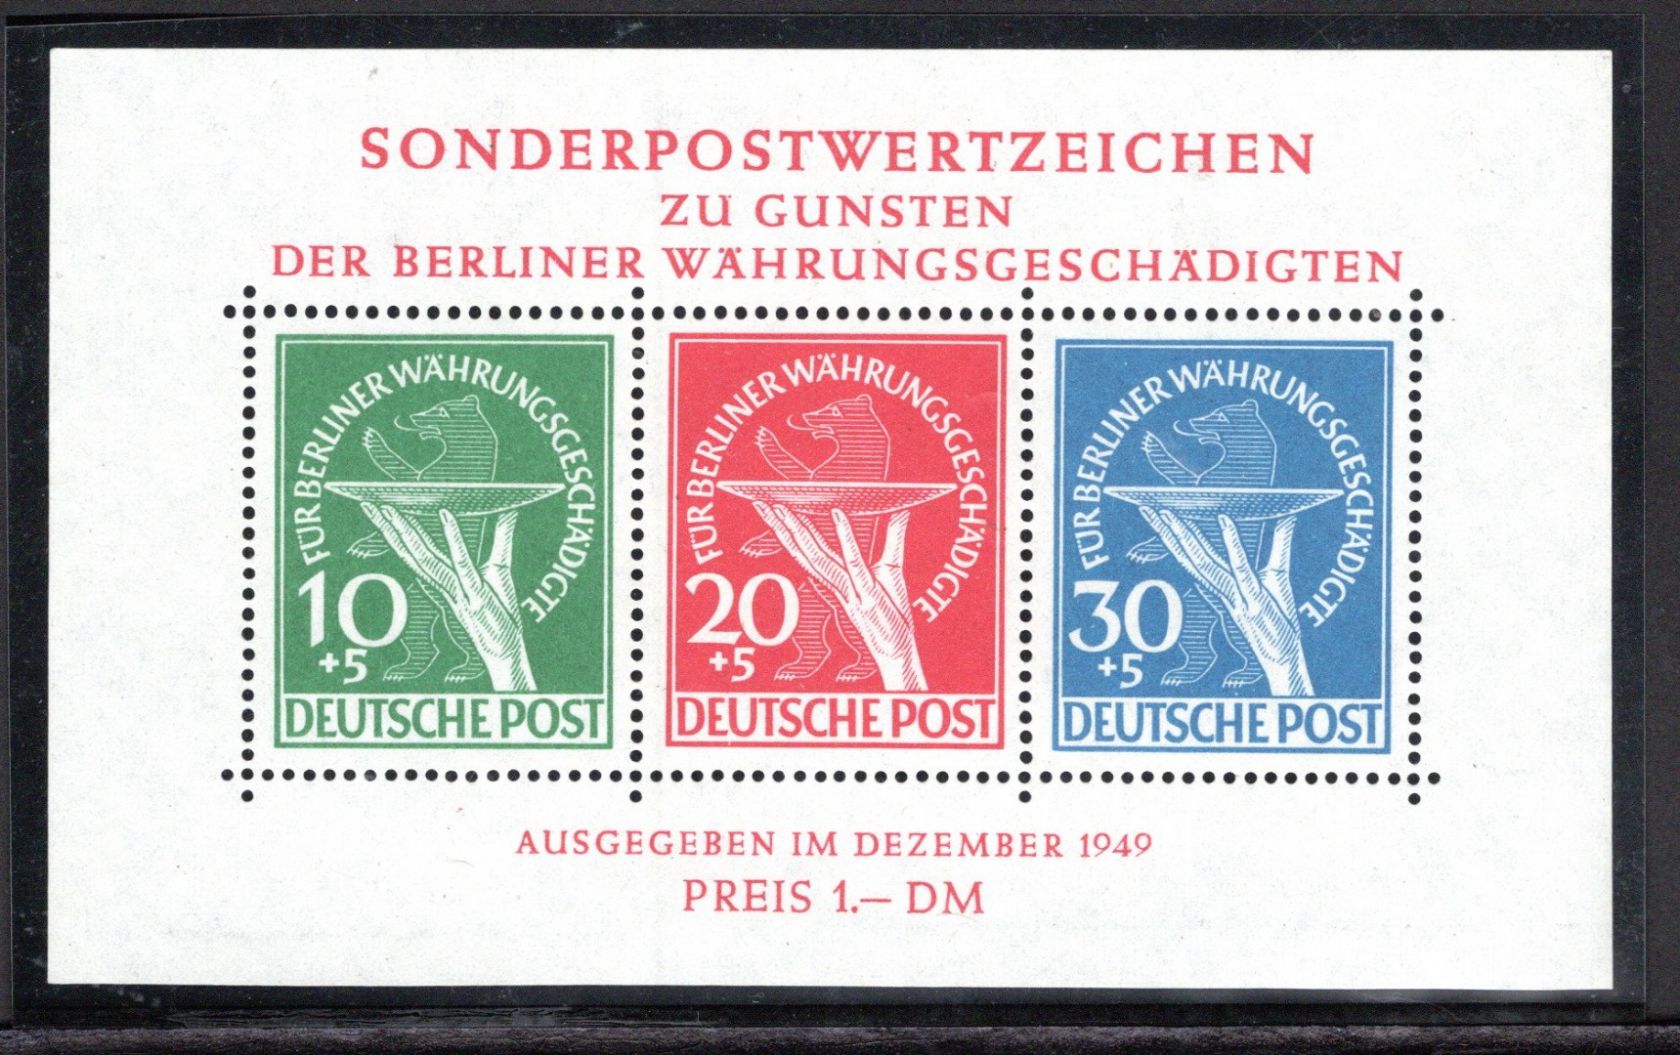 SONDERPOSTWERTZEICHEN
ZU GUNSTEN
DER BERLINER WÄHRUNGSGESCHÄDIGTEN
FÜR BERLINER WÄHRUNGSGESCHÄDIGTE
10
+5
DEUTSCHE POST
FÜR BERLINER WÄHRUNGSGESCHÄDIGTE
20
+5
DEUTSCHE POST
FÜR BERLINER WÄHRUNGSGESCHÄDIGTE
30
+5
DEUTSCHE POST
AUSGEGEBEN IM DEZEMBER 1949
PREIS 1.— DM